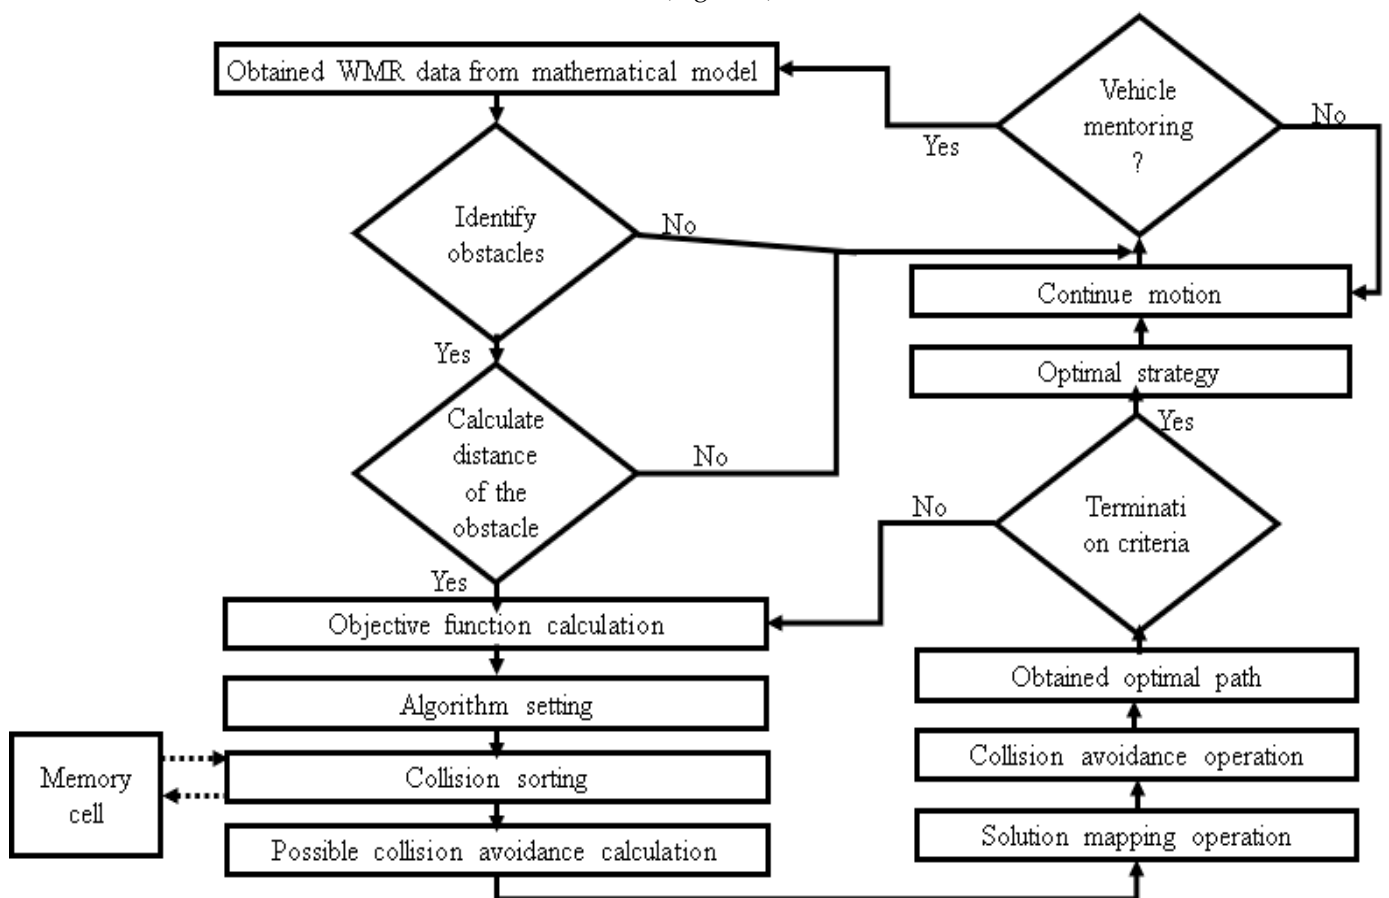 Obtained WMR data from mathematical model
Identify
obstacles
No
Yes
Calculate
distance
of the
obstacle
No
Yes
Objective function calculation
Algorithm setting
Memory
cell
Collision sorting
Possible collision avoidance calculation
Vehicle
mentoring
?
Yes
No
Continue motion
Optimal strategy
Yes
Terminati
on criteria
No
Obtained optimal path
Collision avoidance operation
Solution mapping operation